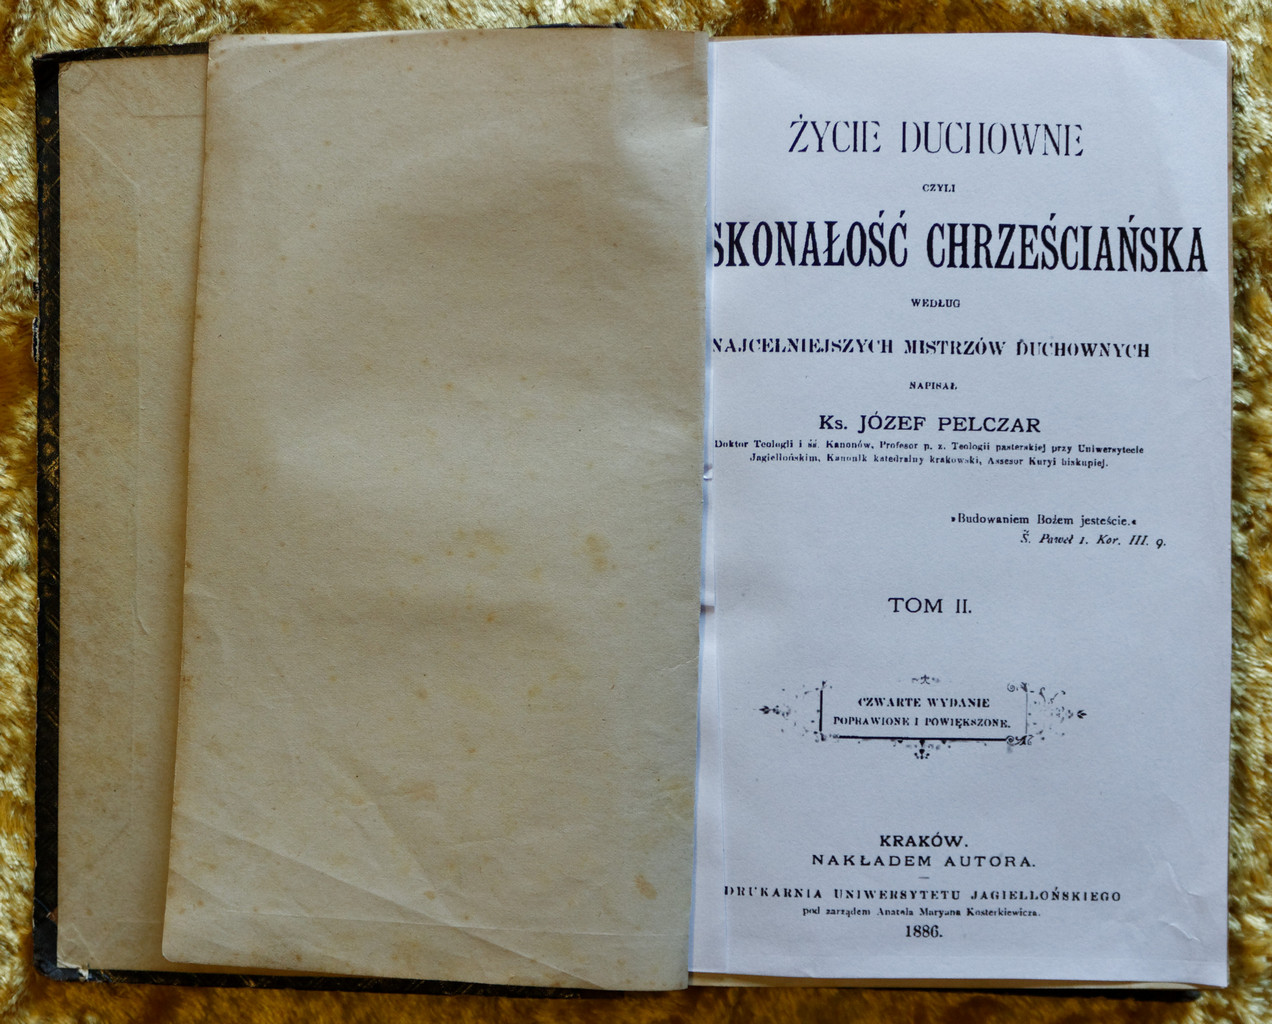 ŻYCIE DUCHOWNE
CZYLI
SKONAŁOŚĆ CHRZEŚCIAŃSKA
WEDŁUG
NAJCELNIEJSZYCH MISTRZÓW DUCHOWNYCH
NAPISAŁ
Ks. JÓZEF PELCZAR
Doktor Teologii i śś. Kanonów, Profesor p. z. Teologii pasterskiej przy Uniwersytecie
Jagiellońskim, Kanonik katedralny krakowski, Assesor Kuryi biskupiej.
»Budowaniem Bożem jesteście.«
Ś. Paweł 1. Kor. III. 9.
TOM II.
CZWARTE WYDANIE
POPRAWIONE I POWIĘKSZONE.
KRAKÓW.
NAKŁADEM AUTORA.
DRUKARNIA UNIWERSYTETU JAGIELLOŃSKIEGO
pod zarządem Anatola Maryana Kosterkiewicza.
1886.